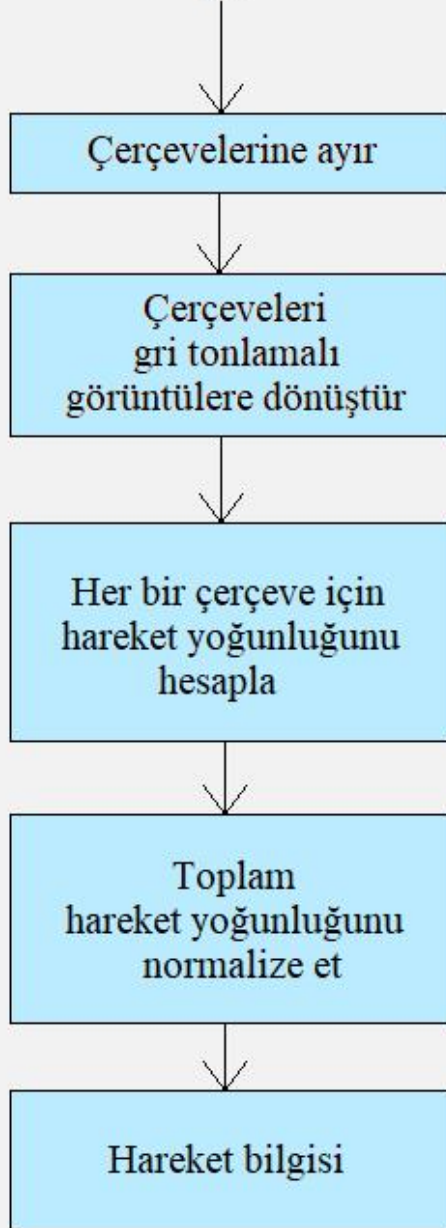 Çerçevelerine ayır
Çerçeveleri
gri tonlamalı
görüntülere dönüştür
Her bir çerçeve için
hareket yoğunluğunu
hesapla
Toplam
hareket yoğunluğunu
normalize et
Hareket bilgisi